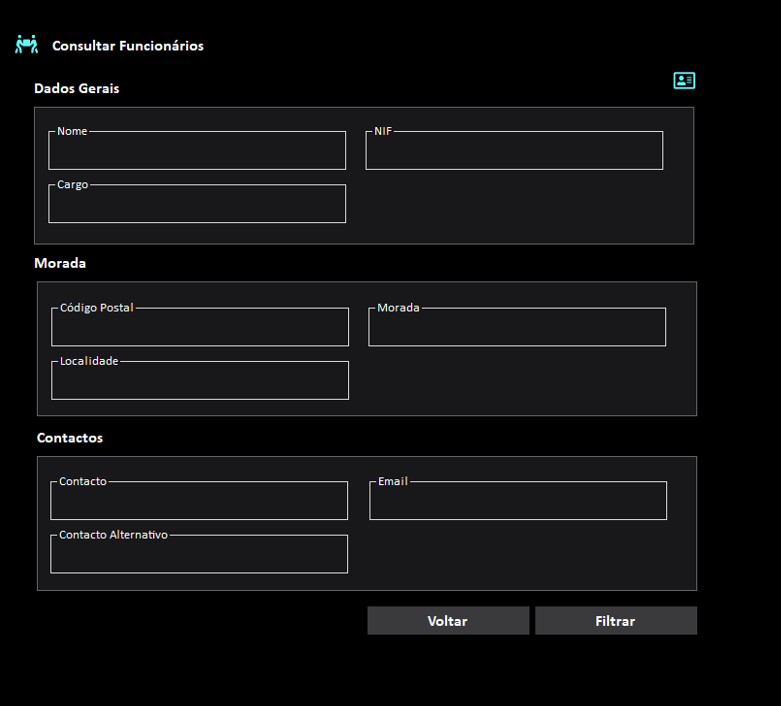 Consultar Funcionários
Dados Gerais
Nome
NIF
Cargo
Morada
Código Postal
Morada
Localidade
Contactos
Contacto
Email
Contacto Alternativo
Voltar
Filtrar